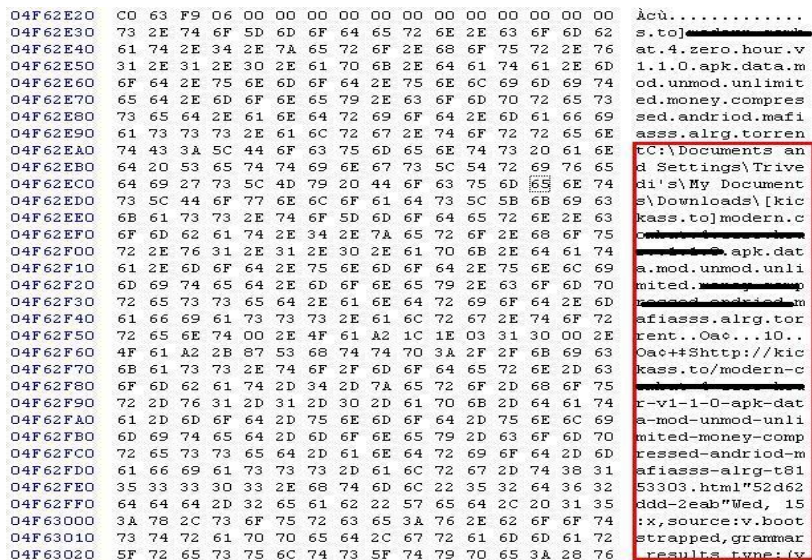 04F62E20 C0 63 F9 06 00 00 00 00 00 00 00 00 00 00 00 00 Àcù.............
04F62E30 73 2E 74 6F 5D 6D 6F 64 65 72 6E 2E 63 6F 6D 62 s.to]
04F62E40 61 74 2E 34 2E 7A 65 72 6F 2E 68 6F 75 72 2E 76 at.4.zero.hour.v
04F62E50 31 2E 31 2E 30 2E 61 70 6B 2E 64 61 74 61 2E 6D 1.1.0.apk.data.m
04F62E60 6F 64 2E 75 6E 6D 6F 64 2E 75 6E 6C 69 6D 69 74 od.unmod.unlimit
04F62E70 65 64 2E 6D 6F 6E 65 79 2E 63 6F 6D 70 72 65 73 ed.money.compres
04F62E80 73 65 64 2E 61 6E 64 72 69 6F 64 2E 6D 61 66 69 sed.andriod.mafi
04F62E90 61 73 73 73 2E 61 6C 72 67 2E 74 6F 72 72 65 6E asss.alrg.torren
04F62EA0 74 43 3A 5C 44 6F 63 75 6D 65 6E 74 73 20 61 6E tC:\Documents an
04F62EB0 64 20 53 65 74 74 69 6E 67 73 5C 54 72 69 76 65 d Settings\Trive
04F62EC0 64 69 27 73 5C 4D 79 20 44 6F 63 75 6D 65 6E 74 di's\My Document
04F62ED0 73 5C 44 6F 77 6E 6C 6F 61 64 73 5C 5B 6B 69 63 s\Downloads\[kic
04F62EE0 6B 61 73 73 2E 74 6F 5D 6D 6F 64 65 72 6E 2E 63 kass.to]modern.c
04F62EF0 6F 6D 62 61 74 2E 34 2E 7A 65 72 6F 2E 68 6F 75
04F62F00 72 2E 76 31 2E 31 2E 30 2E 61 70 6B 2E 64 61 74 .apk.dat
61 2E 6D 6F 64 2E 75 6E 6D 6F 64 2E 75 6E 6C 69 a.mod.unmod.unli
04F62F20 6D 69 74 65 64 2E 6D 6F 6E 65 79 2E 63 6F 6D 70 mited.
72 65 73 73 65 64 2E 61 6E 64 72 69 6F 64 2E 6D m
04F62F40 61 66 69 61 73 73 73 2E 61 6C 72 67 2E 74 6F 72 afiasss.alrg.tor
04F62F50 72 65 6E 74 00 2E 4F 61 A2 1C 1E 03 31 30 00 2E rent..Oa¢...10..
04F62F60 4F 61 A2 2B 87 53 68 74 74 70 3A 2F 2F 6B 69 63 Oa¢+‡Shttp://kic
04F62F70 6B 61 73 73 2E 74 6F 2F 6D 6F 64 65 72 6E 2D 63 kass.to/modern-c
04F62F80 6F 6D 62 61 74 2D 34 2D 7A 65 72 6F 2D 68 6F 75
04F62F90 72 2D 76 31 2D 31 2D 30 2D 61 70 6B 2D 64 61 74 r-v1-1-0-apk-dat
04F62FA0 61 2D 6D 6F 64 2D 75 6E 6D 6F 64 2D 75 6E 6C 69 a-mod-unmod-unli
04F62FB0 6D 69 74 65 64 2D 6D 6F 6E 65 79 2D 63 6F 6D 70 mited-money-comp
04F62FC0 72 65 73 73 65 64 2D 61 6E 64 72 69 6F 64 2D 6D ressed-andriod-m
04F62FD0 61 66 69 61 73 73 73 2D 61 6C 72 67 2D 74 38 31 afiasss-alrg-t81
04F62FE0 35 33 33 30 33 2E 68 74 6D 6C 22 35 32 64 36 32 53303.html"52d62
04F62FF0 64 64 64 2D 32 65 61 62 22 57 65 64 2C 20 31 35 ddd-2eab"Wed, 15
04F63000 3A 78 2C 73 6F 75 72 63 65 3A 76 2E 62 6F 6F 74 :x,source:v.boot
04F63010 73 74 72 61 70 70 65 64 2C 67 72 61 6D 6D 61 72 strapped,grammar
04F63020 5F 72 65 73 75 6C 74 73 5F 74 79 70 65 3A 28 76 _results_type:(v